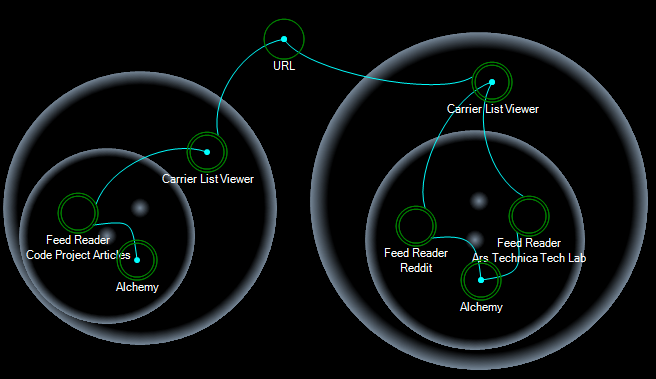 URL
Carrier List Viewer
Carrier List Viewer
Feed Reader
Code Project Articles
Alchemy
Feed Reader
Reddit
Feed Reader
Ars Technica Tech Lab
Alchemy